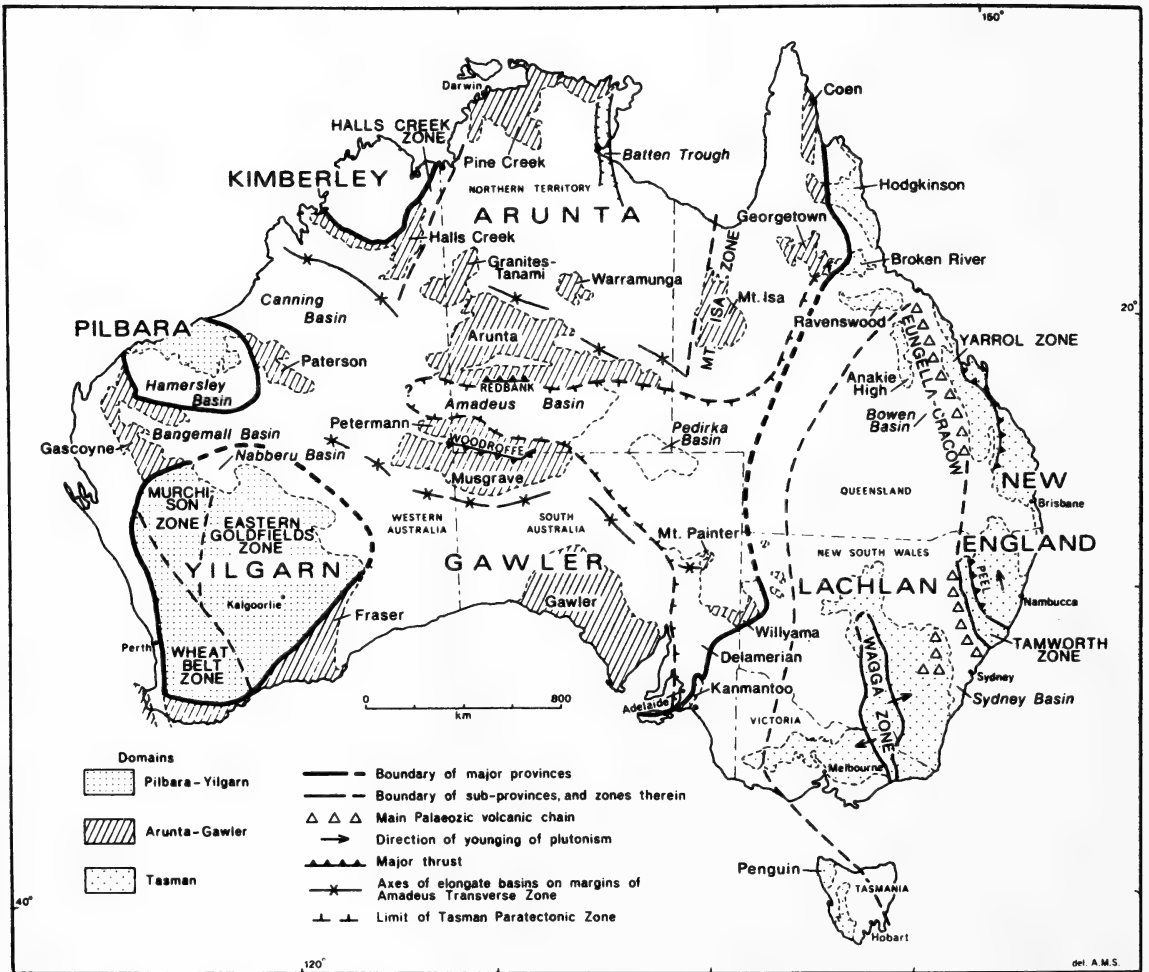 150°
Darwin
Coen
HALLS CREEK
ZONE
Pine Creek
Batten Trough
KIMBERLEY
NORTHERN TERRITORY
Hodgkinson
ARUNTA
Georgetown
Halls Creek
Granites-
Tanami
Warramunga
Broken River
MT ISA ZONE
Mt. Isa
Canning
Basin
20°
PILBARA
Ravenswood
Arunta
YARROL ZONE
EUNGELLA-CRACOW
Paterson
Hamersley
Basin
REDBANK
Amadeus Basin
Anakie
High
Bowen
Basin
Petermann
Pedirka
Basin
Bangemall Basin
Gascoyne
Nabberu Basin
WOODROFFE
Musgrave
NEW
ENGLAND
MURCHI
SON
ZONE
EASTERN
GOLDFIELDS
ZONE
QUEENSLAND
Brisbane
WESTERN
AUSTRALIA
SOUTH
AUSTRALIA
Mt. Painter
NEW SOUTH WALES
YILGARN
GAWLER
LACHLAN
PEEL
Kalgoorlie
Gawler
Nambucca
Fraser
Willyama
TAMWORTH
ZONE
Perth
WHEAT
BELT
ZONE
Delamerian
WAGGA ZONE
Sydney
Sydney Basin
0 800
km
Adelaide
Kanmantoo
VICTORIA
Melbourne
Domains
Pilbara-Yilgarn
Arunta-Gawler
Tasman
Boundary of major provinces
Boundary of sub-provinces, and zones therein
Main Palaeozic volcanic chain
Direction of younging of plutonism
Major thrust
Axes of elongate basins on margins of
Amadeus Transverse Zone
Limit of Tasman Paratectonic Zone
Penguin
TASMANIA
Hobart
40°
120°
del. A.M.S.